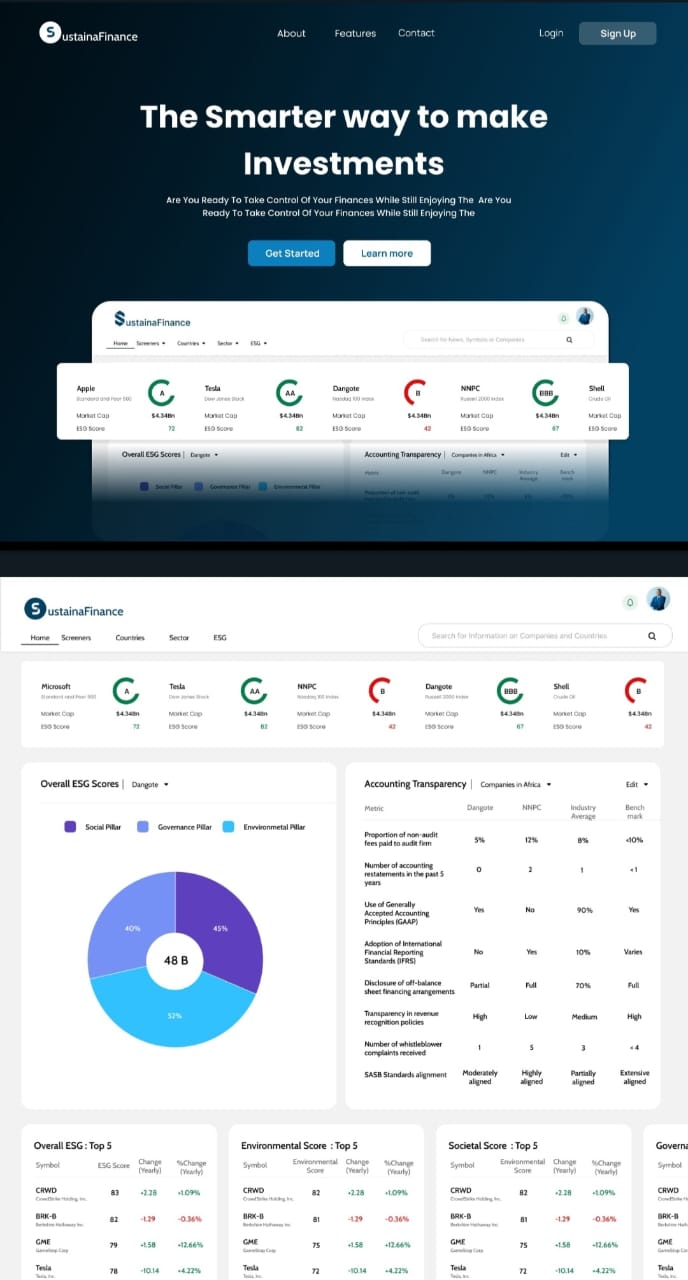 SustainaFinance
About Features Contact Login Sign Up
The Smarter way to make
Investments
Are You Ready To Take Control Of Your Finances While Still Enjoying The Are You
Ready To Take Control Of Your Finances While Still Enjoying The
Get Started Learn more
SustainaFinance
Home Screeners Countries Sector ESG
Search for News, Symbols or Companies
Apple A Tesla AA Dangote B NNPC BBB Shell
Standard and Poor 500 Dow Jones Stock Nasdaq 100 Index Russell 2000 Index Crude Oil
Market Cap $4.34Bn Market Cap $4.34Bn Market Cap $4.34Bn Market Cap $4.34Bn Market Cap
ESG Score 72 ESG Score 82 ESG Score 42 ESG Score 67 ESG Score
Overall ESG Scores | Dangote
Accounting Transparency | Companies in Africa Edit
Metric Dangote NNPC Industry Average Bench mark
Social Pillar Governance Pillar Envvironmetal Pillar
Proportion of non-audit
SustainaFinance
Home Screeners Countries Sector ESG
Search for Information on Companies and Countries
Microsoft A Tesla AA NNPC B Dangote BBB Shell B
Standard and Poor 500 Dow Jones Stock Nasdaq 100 Index Russell 2000 Index Crude Oil
Market Cap $4.34Bn Market Cap $4.34Bn Market Cap $4.34Bn Market Cap $4.34Bn Market Cap $4.34Bn
ESG Score 72 ESG Score 82 ESG Score 42 ESG Score 67 ESG Score 42
Overall ESG Scores | Dangote
Social Pillar Governance Pillar Envvironmetal Pillar
40% 45%
48 B
52%
Accounting Transparency | Companies in Africa Edit
Metric Dangote NNPC Industry Bench
Average mark
Proportion of non-audit
fees paid to audit firm 5% 12% 8% <10%
Number of accounting
restatements in the past 5 0 2 1 <1
years
Use of Generally
Accepted Accounting Yes No 90% Yes
Principles (GAAP)
Adoption of International
Financial Reporting No Yes 10% Varies
Standards (IFRS)
Disclosure of off-balance
sheet financing arrangements Partial Full 70% Full
Transparency in revenue
recognition policies High Low Medium High
Number of whistleblower
complaints received 1 5 3 <4
SASB Standards alignment Moderately Highly Partially Extensive
aligned aligned aligned aligned
Overall ESG : Top 5
Symbol ESG Score Change %Change
(Yearly) (Yearly)
CRWD 83 +2.28 +1.09%
CrowdStrike Holding, Inc.
BRK-B 82 -1.29 -0.36%
Berkshire Hathaway Inc.
GME 79 +1.58 +12.66%
GameStop Corp
Tesla 78 -10.14 +4.22%
Tesla, Inc.
Environmental Score : Top 5
Symbol Environmental Change %Change
Score (Yearly) (Yearly)
CRWD 82 +2.28 +1.09%
CrowdStrike Holding, Inc.
BRK-B 81 -1.29 -0.36%
Berkshire Hathaway Inc.
GME 75 +1.58 +12.66%
GameStop Corp
Tesla 72 -10.14 +4.22%
Tesla, Inc.
Societal Score : Top 5
Symbol Environmental Change %Change
Score (Yearly) (Yearly)
CRWD 82 +2.28 +1.09%
CrowdStrike Holding, Inc.
BRK-B 81 -1.29 -0.36%
Berkshire Hathaway Inc.
GME 75 +1.58 +12.66%
GameStop Corp
Tesla 72 -10.14 +4.22%
Tesla, Inc.
Governa
Symbol
CRWD
BRK-B
GME
Tesla